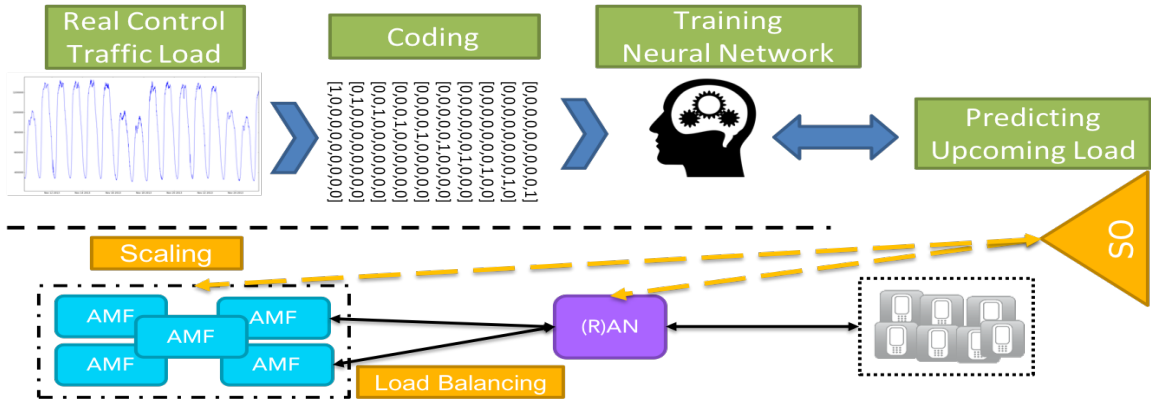 Real Control
Traffic Load
Coding
Training
Neural Network
Predicting
Upcoming Load
[1,0,0,0,0,0,0,0,0,0]
[0,1,0,0,0,0,0,0,0,0]
[0,0,1,0,0,0,0,0,0,0]
[0,0,0,1,0,0,0,0,0,0]
[0,0,0,0,1,0,0,0,0,0]
[0,0,0,0,0,1,0,0,0,0]
[0,0,0,0,0,0,1,0,0,0]
[0,0,0,0,0,0,0,1,0,0]
[0,0,0,0,0,0,0,0,1,0]
[0,0,0,0,0,0,0,0,0,1]
SO
Scaling
AMF
AMF
AMF
AMF
AMF
(R)AN
Load Balancing